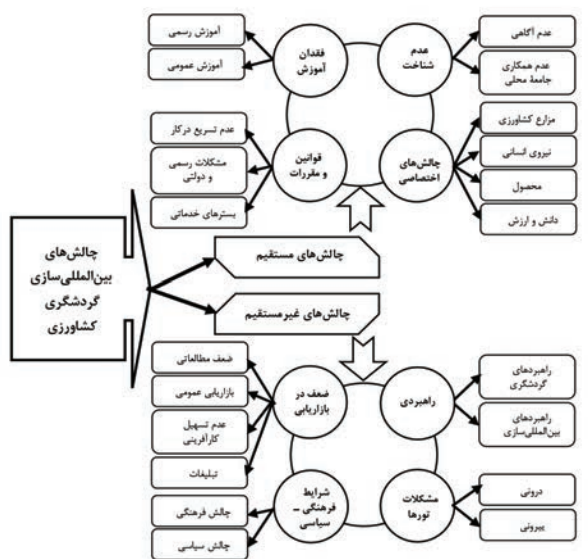 عدم
شناخت
عدم آگاهی
عدم همکاری
جامعهٔ محلی
فقدان
آموزش
آموزش رسمی
آموزش عمومی
چالش‌های
اختصاصی
مزارع کشاورزی
نیروی انسانی
محصول
دانش و ارزش
قوانین
و مقررات
عدم تسریع درکار
مشکلات رسمی
و دولتی
بسترهای خدماتی
چالش‌های
بین‌المللی‌سازی
گردشگری
کشاورزی
چالش‌های مستقیم
چالش‌های غیرمستقیم
راهبردی
راهبردهای
گردشگری
راهبردهای
بین‌المللی‌سازی
ضعف در
بازاریابی
ضعف مطالعاتی
بازاریابی عمومی
عدم تسهیل
کارآفرینی
تبلیغات
مشکلات
تورها
درونی
بیرونی
شرایط
فرهنگی -
سیاسی
چالش فرهنگی
چالش سیاسی